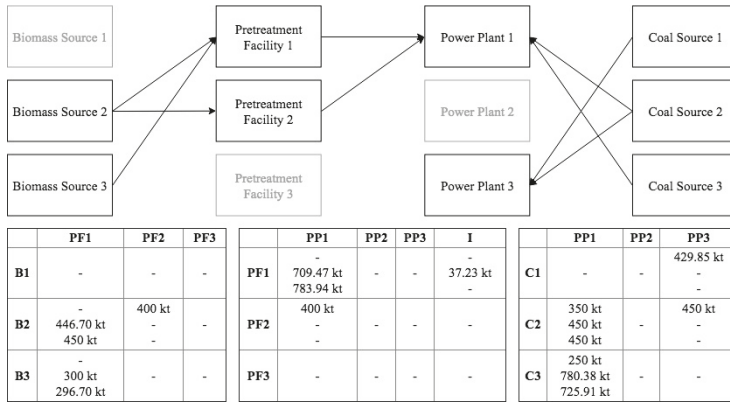 Biomass Source 1
Pretreatment
Facility 1
Power Plant 1
Coal Source 1
Biomass Source 2
Pretreatment
Facility 2
Power Plant 2
Coal Source 2
Biomass Source 3
Pretreatment
Facility 3
Power Plant 3
Coal Source 3
PF1 PF2 PF3
B1 - - -
- 400 kt
B2 446.70 kt - -
450 kt -
-
B3 300 kt - -
296.70 kt
PP1 PP2 PP3 I
- -
PF1 709.47 kt - - 37.23 kt
783.94 kt -
400 kt
PF2 - - - -
-
PF3 - - - -
PP1 PP2 PP3
429.85 kt
C1 - - -
-
350 kt 450 kt
C2 450 kt - -
450 kt -
250 kt
C3 780.38 kt - -
725.91 kt